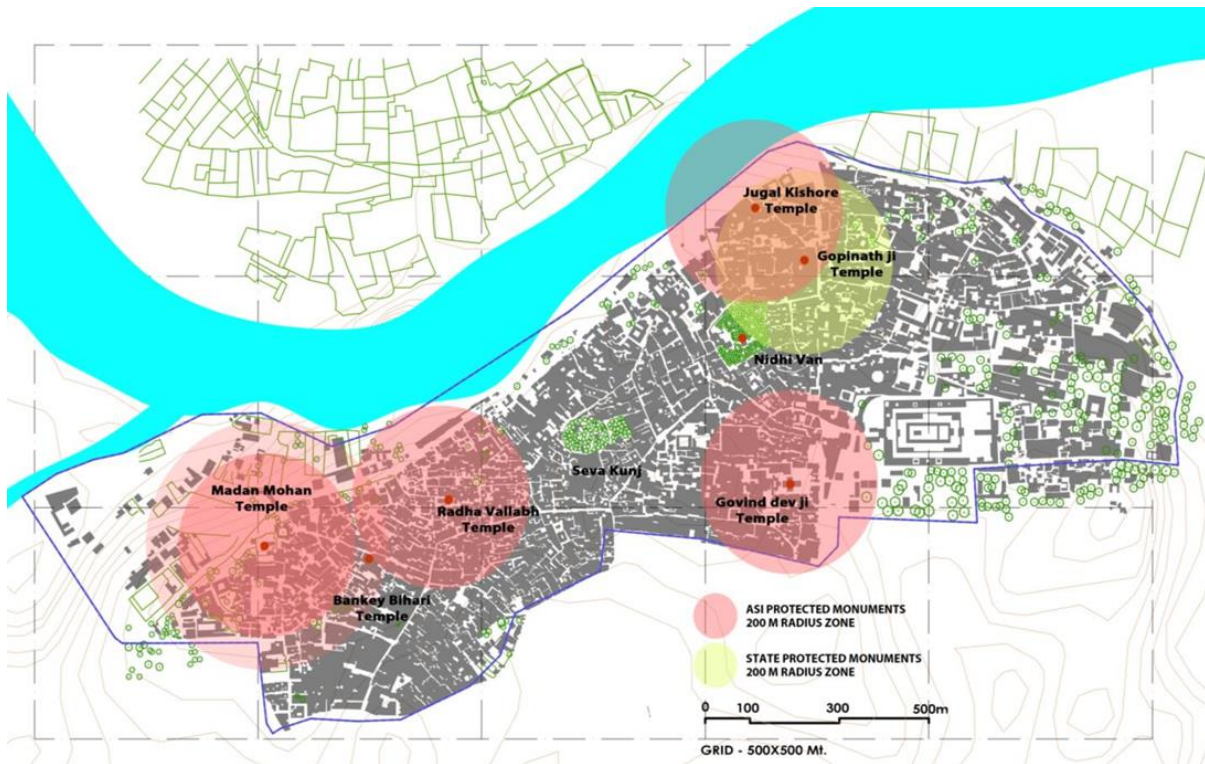 Jugal Kishore
Temple
Gopinath ji
Temple
Nidhi Van
Seva Kunj
Madan Mohan
Temple
Radha Vallabh
Temple
Govind dev ji
Temple
Bankey Bihari
Temple
ASI PROTECTED MONUMENTS
200 M RADIUS ZONE
STATE PROTECTED MONUMENTS
200 M RADIUS ZONE
0 100 300 500m
GRID - 500X500 Mt.